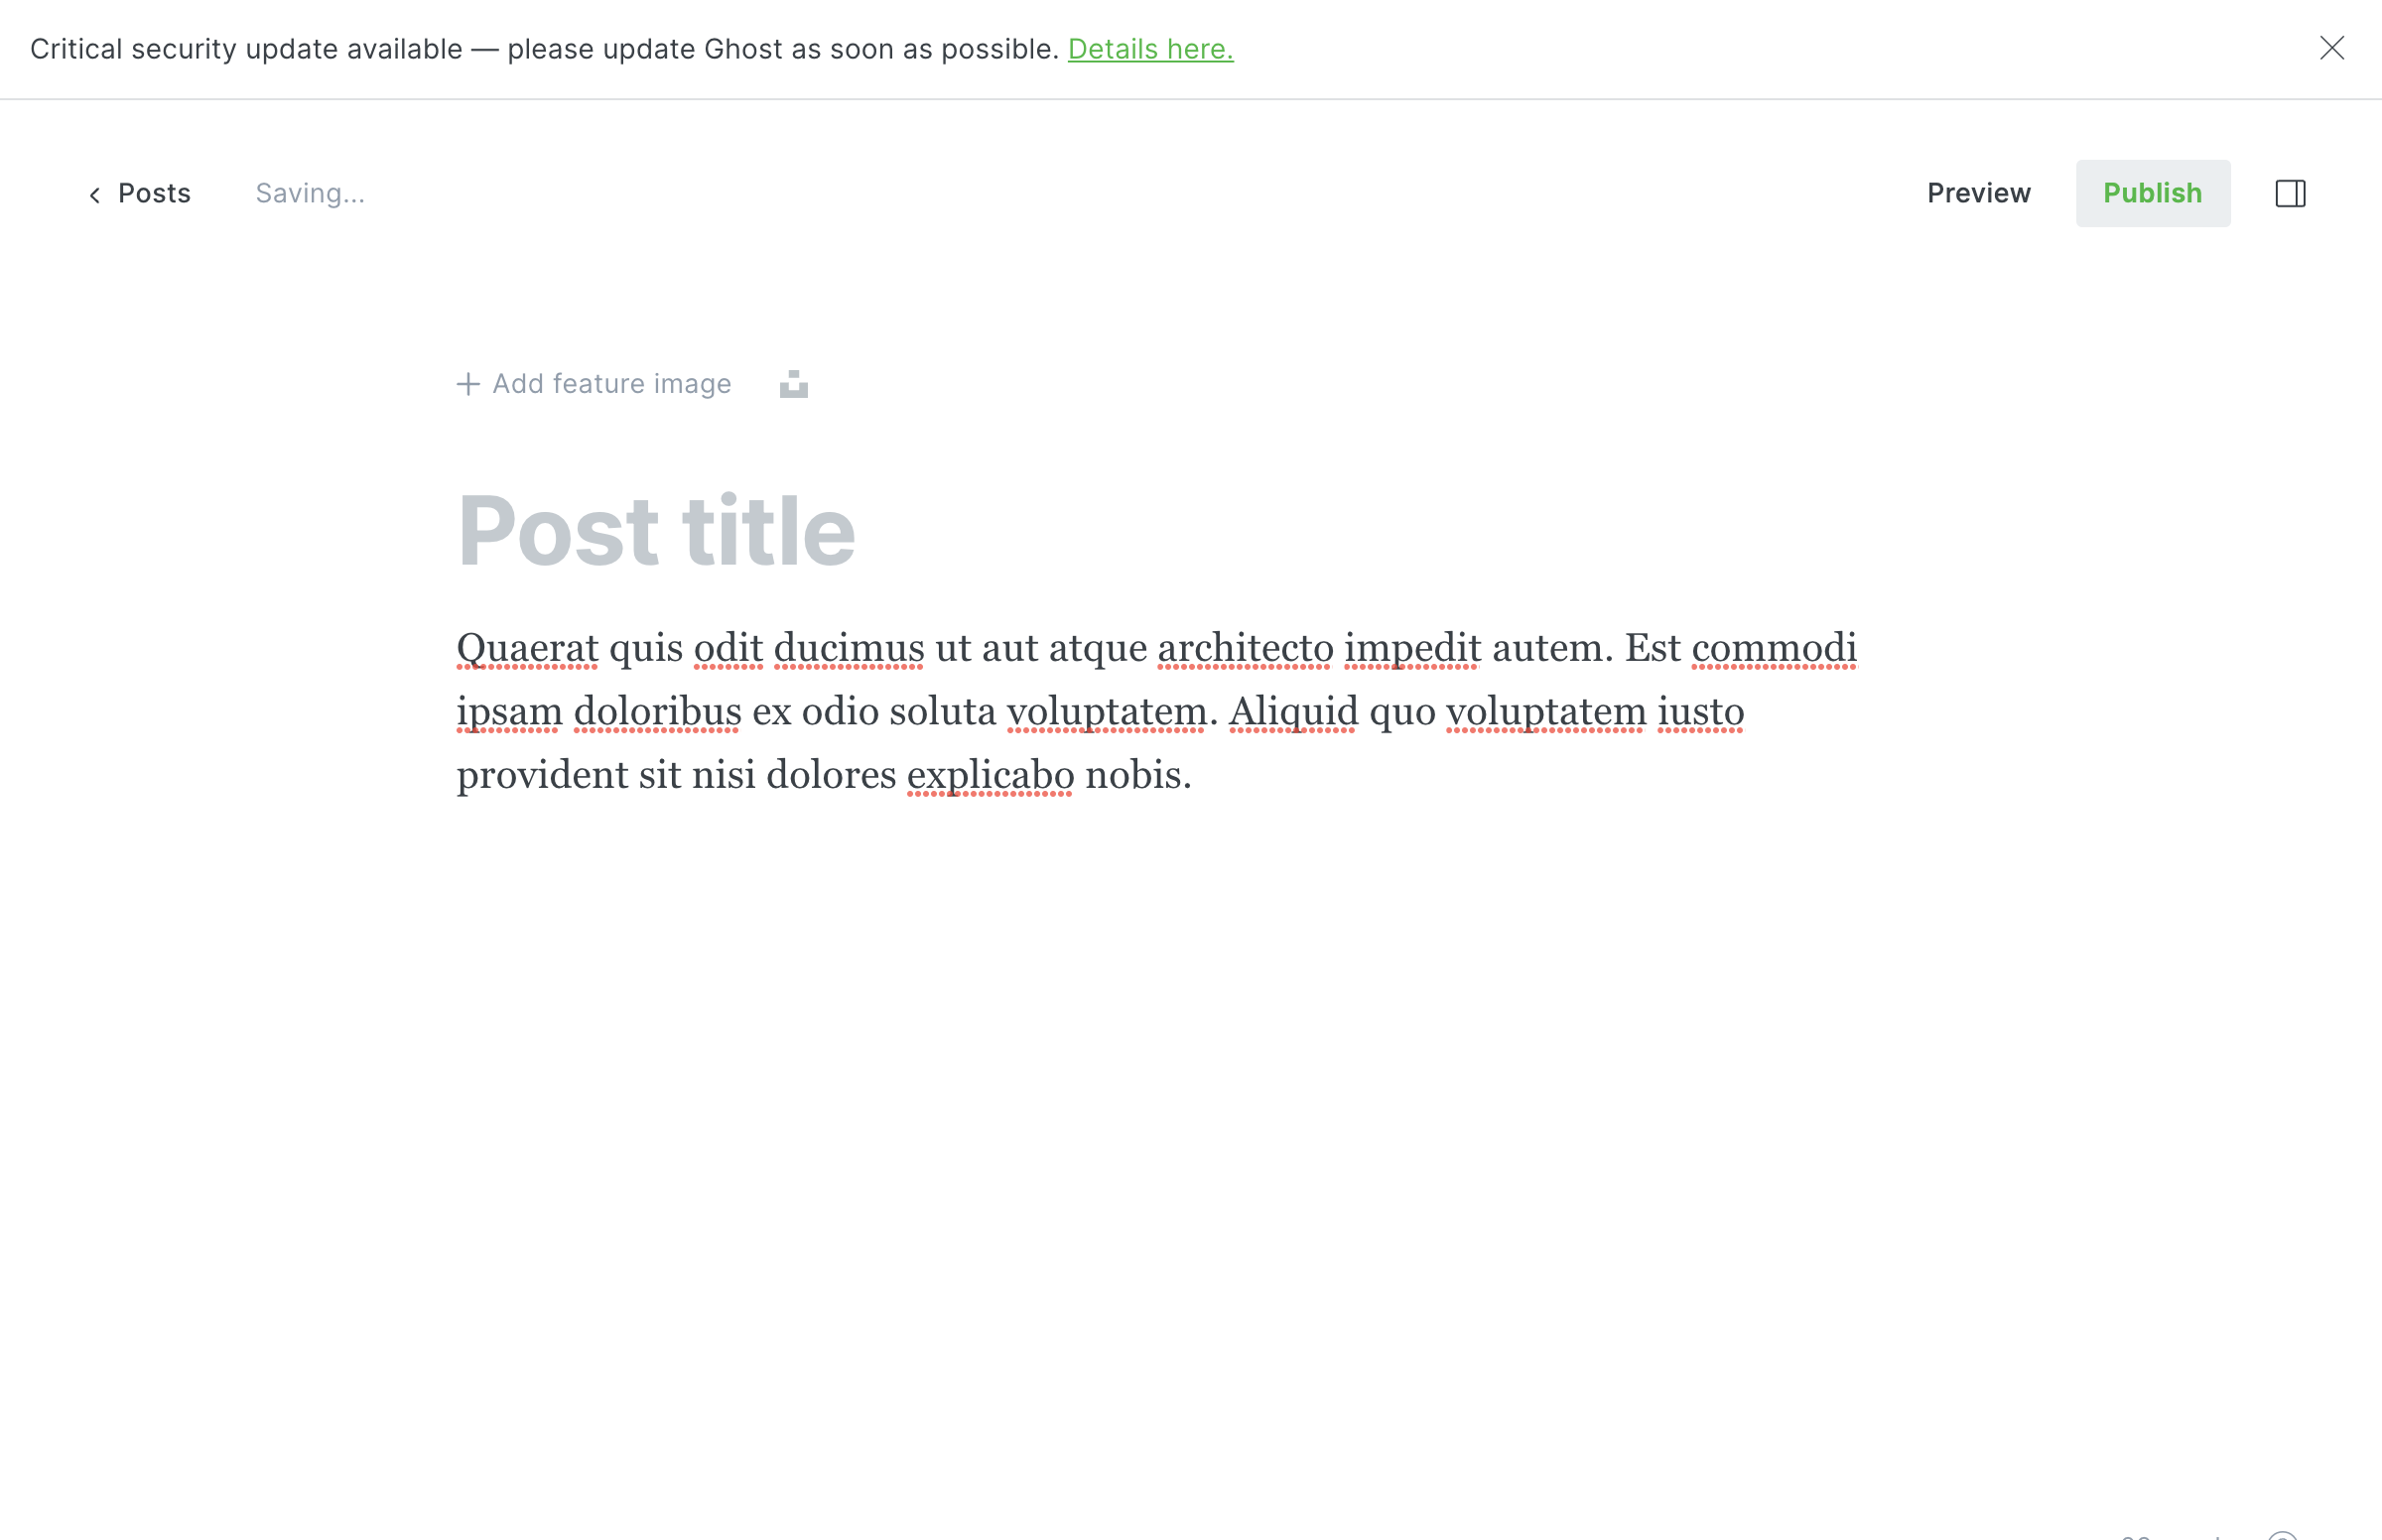 Critical security update available — please update Ghost as soon as possible. Details here.
Posts
Saving...
Preview
Publish
Add feature image
Post title
Quaerat quis odit ducimus ut aut atque architecto impedit autem. Est commodi
ipsam doloribus ex odio soluta voluptatem. Aliquid quo voluptatem iusto
provident sit nisi dolores explicabo nobis.